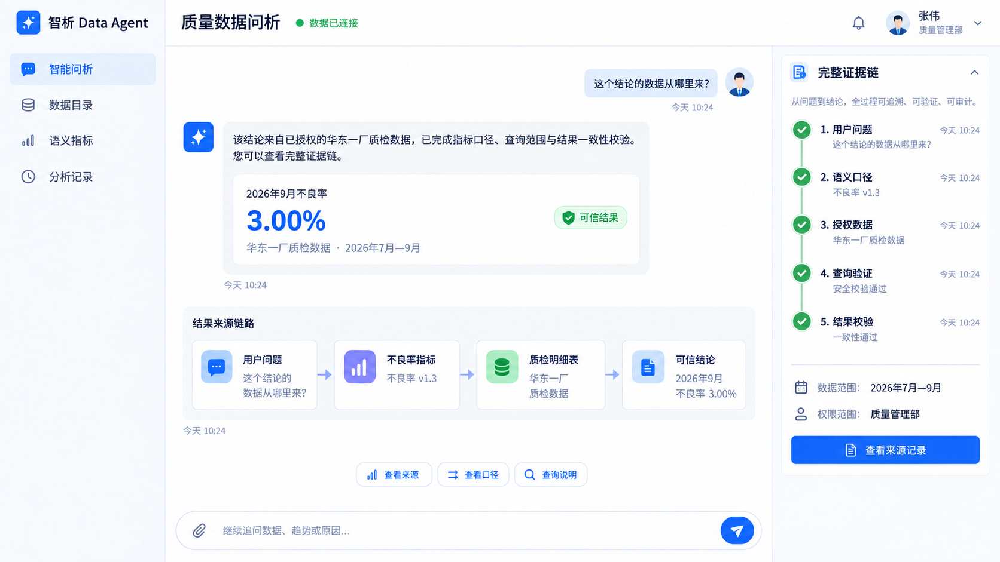 智析 Data Agent
智能问析
数据目录
语义指标
分析记录
质量数据问析
数据已连接
张伟
质量管理部
这个结论的数据从哪里来?
今天 10:24
该结论来自已授权的华东一厂质检数据，已完成指标口径、查询范围与结果一致性校验。
您可以查看完整证据链。
2026年9月不良率
3.00%
可信结果
华东一厂质检数据 · 2026年7月—9月
今天 10:24
结果来源链路
用户问题
这个结论的
数据从哪里来?
不良率指标
不良率 v1.3
质检明细表
华东一厂
质检数据
可信结论
2026年9月
不良率 3.00%
今天 10:24
查看来源
查看口径
查询说明
继续追问数据、趋势或原因...
完整证据链
从问题到结论，全过程可追溯、可验证、可审计。
1. 用户问题
今天 10:24
这个结论的数据从哪里来?
2. 语义口径
今天 10:24
不良率 v1.3
3. 授权数据
今天 10:24
华东一厂质检数据
4. 查询验证
今天 10:24
安全校验通过
5. 结果校验
今天 10:24
一致性通过
数据范围： 2026年7月—9月
权限范围： 质量管理部
查看来源记录